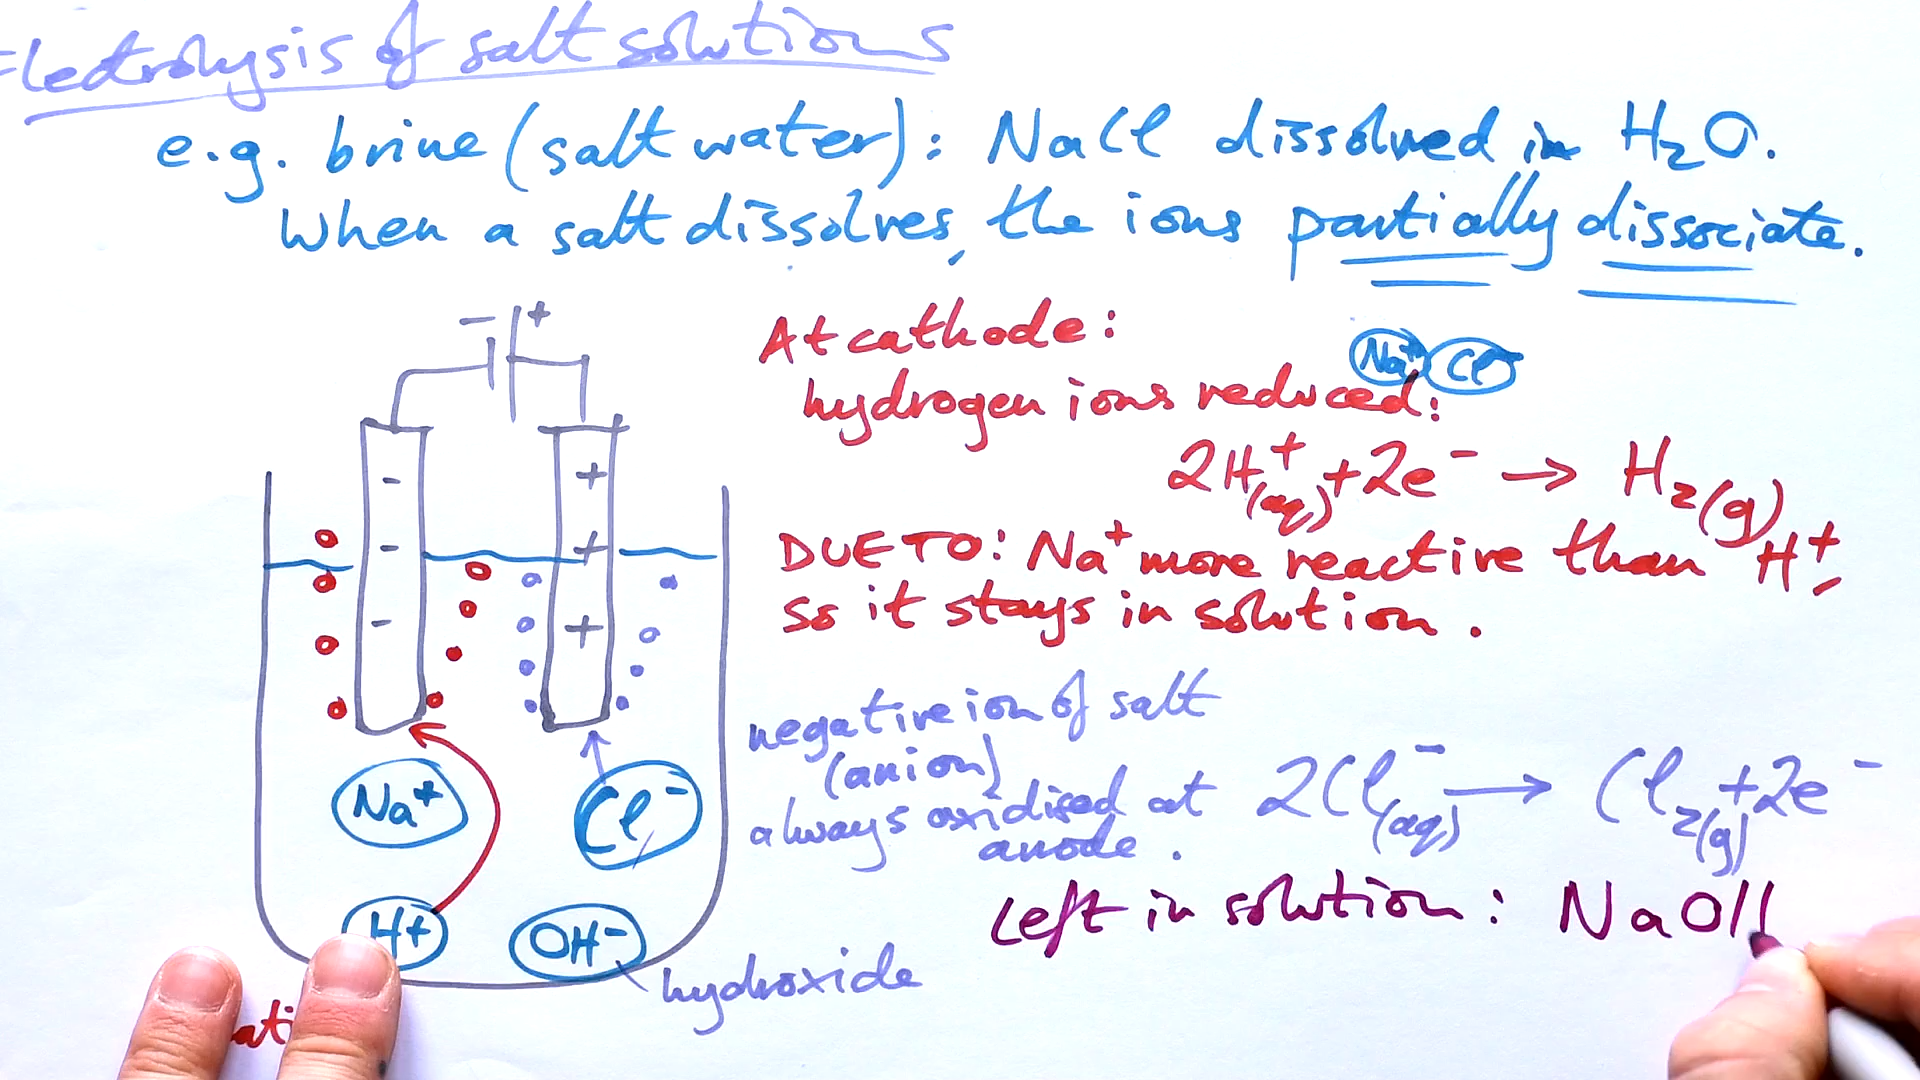 Electrolysis of salt solutions
e.g. brine (salt water): NaCl dissolved in H₂O.
When a salt dissolves, the ions partially dissociate.
- +
At cathode:
Na⁺ Cl⁻
hydrogen ions reduced:
2H⁺(aq) + 2e⁻ → H₂(g)
DUE TO: Na⁺ more reactive than H⁺,
so it stays in solution.
- +
- +
- +
negative ion of salt
(anion)
always oxidised at
anode.
2Cl⁻(aq) → Cl₂(g) + 2e⁻
Na⁺ Cl⁻
H+ OH⁻
hydroxide
Left in solution: NaOH